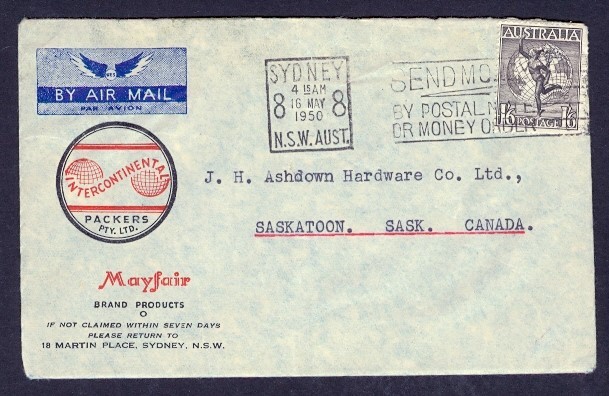 BY AIR MAIL
PAR AVION
SYDNEY
4 15AM
8 16 MAY 8
1950
N.S.W. AUST.
SEND MO
BY POSTAL N
OR MONEY ORDER
AUSTRALIA
1/6 POSTAGE 1/6
INTERCONTINENTAL
PACKERS
PTY. LTD.
J. H. Ashdown Hardware Co. Ltd.,
SASKATOON. SASK. CANADA.
Mayfair
BRAND PRODUCTS
O
IF NOT CLAIMED WITHIN SEVEN DAYS
PLEASE RETURN TO
18 MARTIN PLACE, SYDNEY, N.S.W.